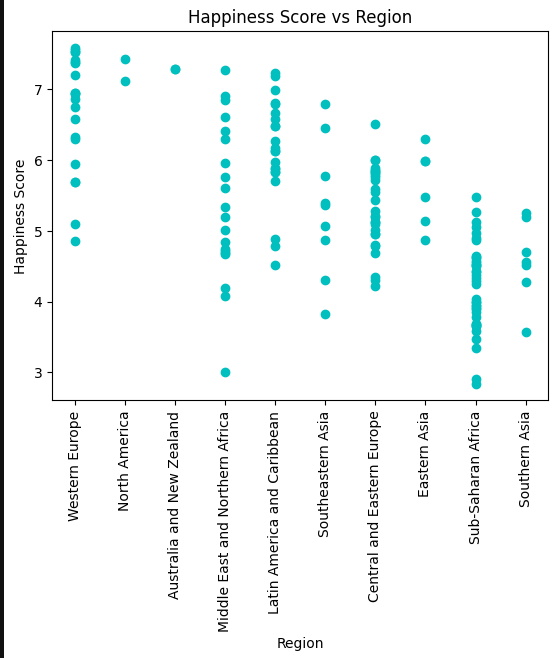 Happiness Score vs Region
Happiness Score
7
6
5
4
3
Western Europe
North America
Australia and New Zealand
Middle East and Northern Africa
Latin America and Caribbean
Southeastern Asia
Central and Eastern Europe
Eastern Asia
Sub-Saharan Africa
Southern Asia
Region